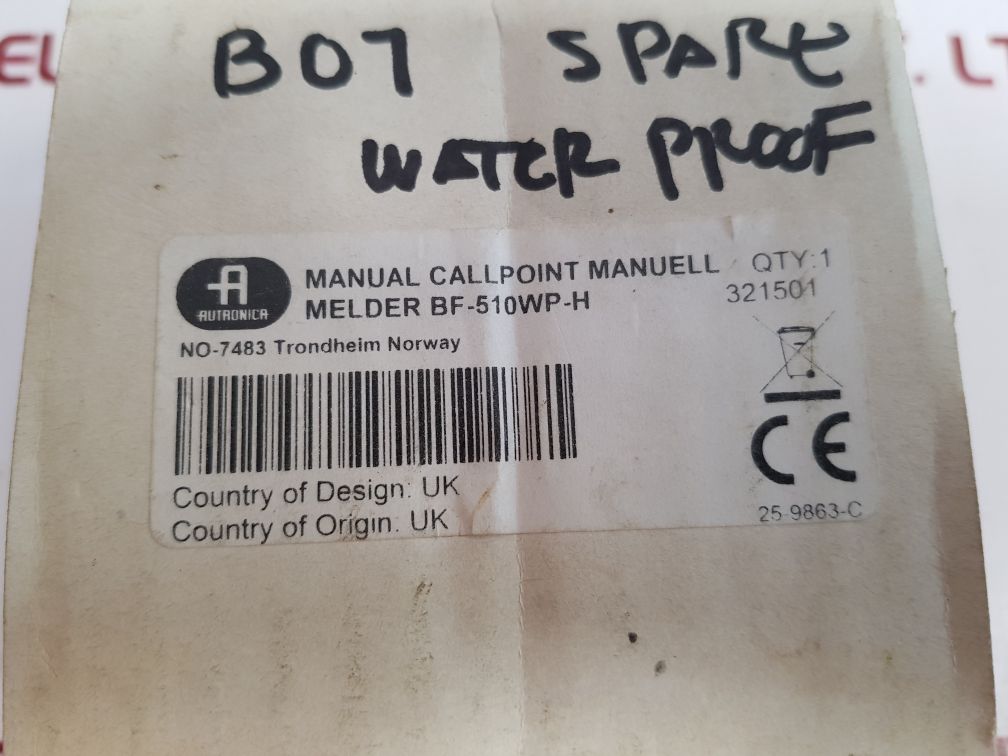 B07 SPARE
WATER PROOF
MANUAL CALLPOINT MANUELL QTY:1
MELDER BF-510WP-H 321501
AUTRONICA
NO-7483 Trondheim Norway
CE
Country of Design: UK
Country of Origin: UK
25-9863-C